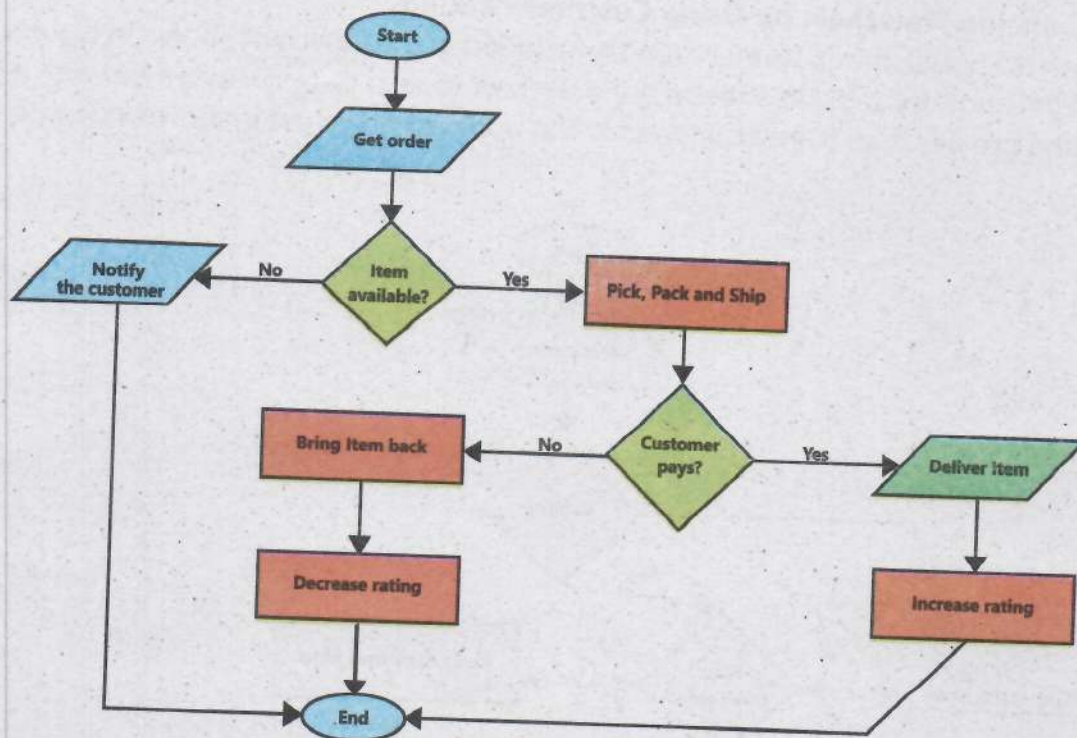 Start
Get order
Item
available?
No
Yes
Notify
the customer
Pick, Pack and Ship
Customer
pays?
No
Yes
Bring Item back
Deliver Item
Decrease rating
Increase rating
End